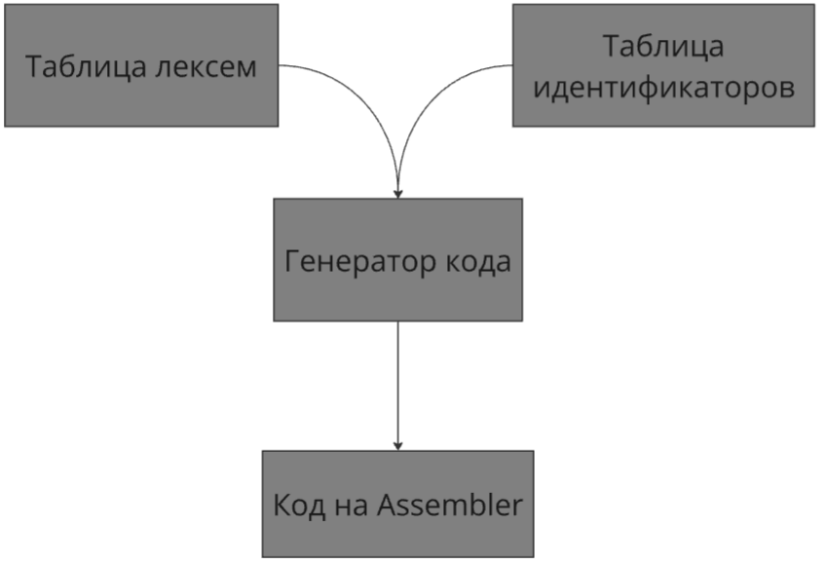 Таблица лексем
Таблица
идентификаторов
Генератор кода
Код на Assembler